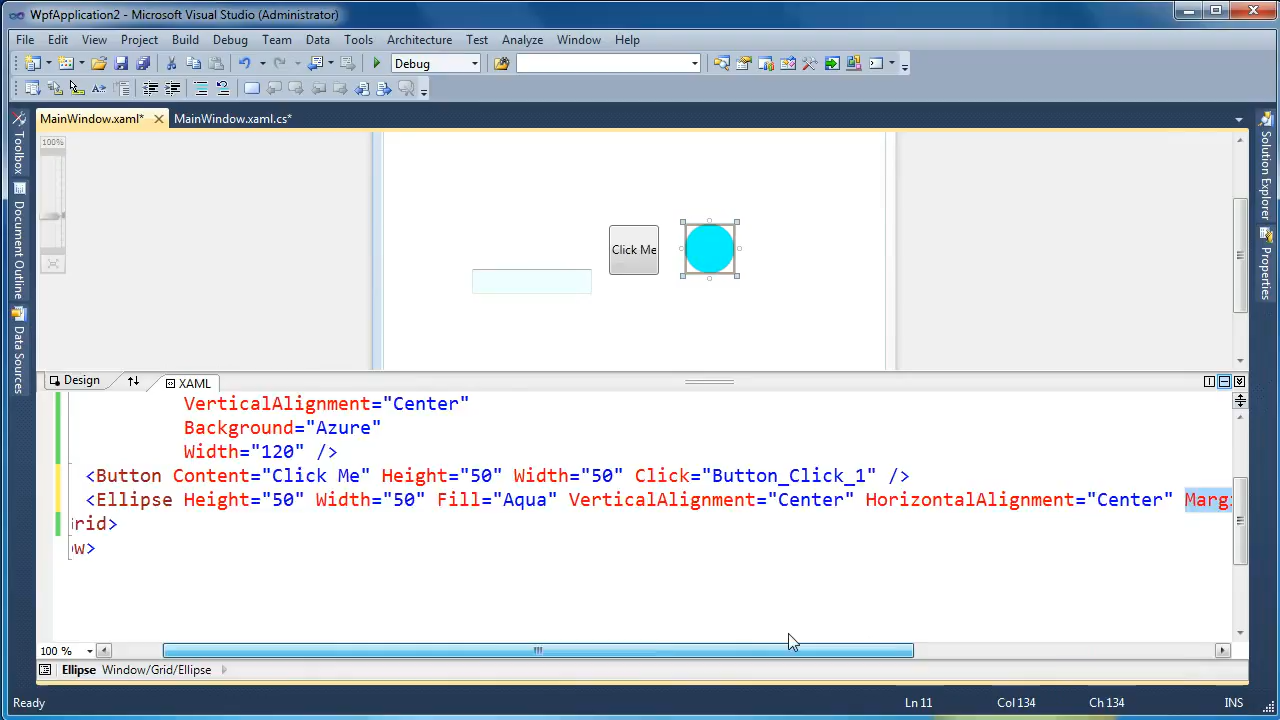 WpfApplication2 - Microsoft Visual Studio (Administrator)
File Edit View Project Build Debug Team Data Tools Architecture Test Analyze Window Help
Debug
MainWindow.xaml* MainWindow.xaml.cs*
100%
Toolbox
Document Outline
Data Sources
Click Me
Solution Explorer
Properties
Design XAML
VerticalAlignment="Center"
Background="Azure"
Width="120" />
<Button Content="Click Me" Height="50" Width="50" Click="Button_Click_1" />
<Ellipse Height="50" Width="50" Fill="Aqua" VerticalAlignment="Center" HorizontalAlignment="Center" Marg
rid>
w>
100 %
Ellipse Window/Grid/Ellipse
Ready Ln 11 Col 134 Ch 134 INS